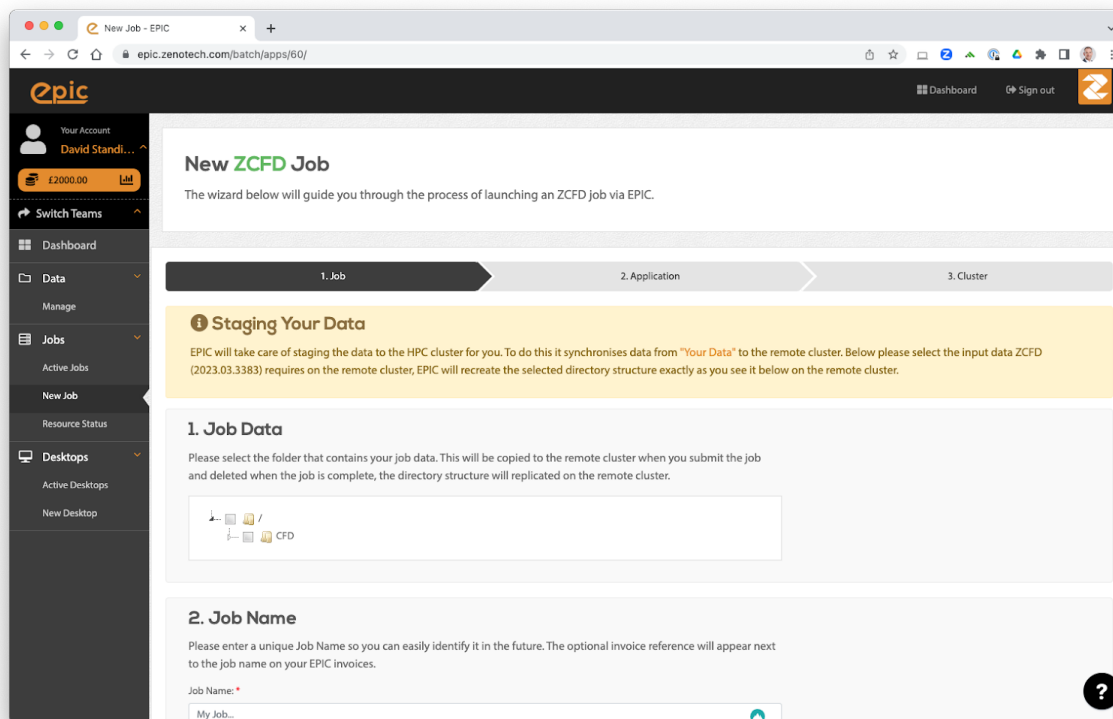 New Job - EPIC
epic.zenotech.com/batch/apps/60/
epic
Dashboard
Sign out
Your Account
David Standi...
£2000.00
Switch Teams
Dashboard
Data
Manage
Jobs
Active Jobs
New Job
Resource Status
Desktops
Active Desktops
New Desktop
New ZCFD Job
The wizard below will guide you through the process of launching an ZCFD job via EPIC.
1. Job
2. Application
3. Cluster
Staging Your Data
EPIC will take care of staging the data to the HPC cluster for you. To do this it synchronises data from "Your Data" to the remote cluster. Below please select the input data ZCFD
(2023.03.3383) requires on the remote cluster, EPIC will recreate the selected directory structure exactly as you see it below on the remote cluster.
1. Job Data
Please select the folder that contains your job data. This will be copied to the remote cluster when you submit the job
and deleted when the job is complete, the directory structure will replicated on the remote cluster.
/
CFD
2. Job Name
Please enter a unique Job Name so you can easily identify it in the future. The optional invoice reference will appear next
to the job name on your EPIC invoices.
Job Name: *
My Job...
?